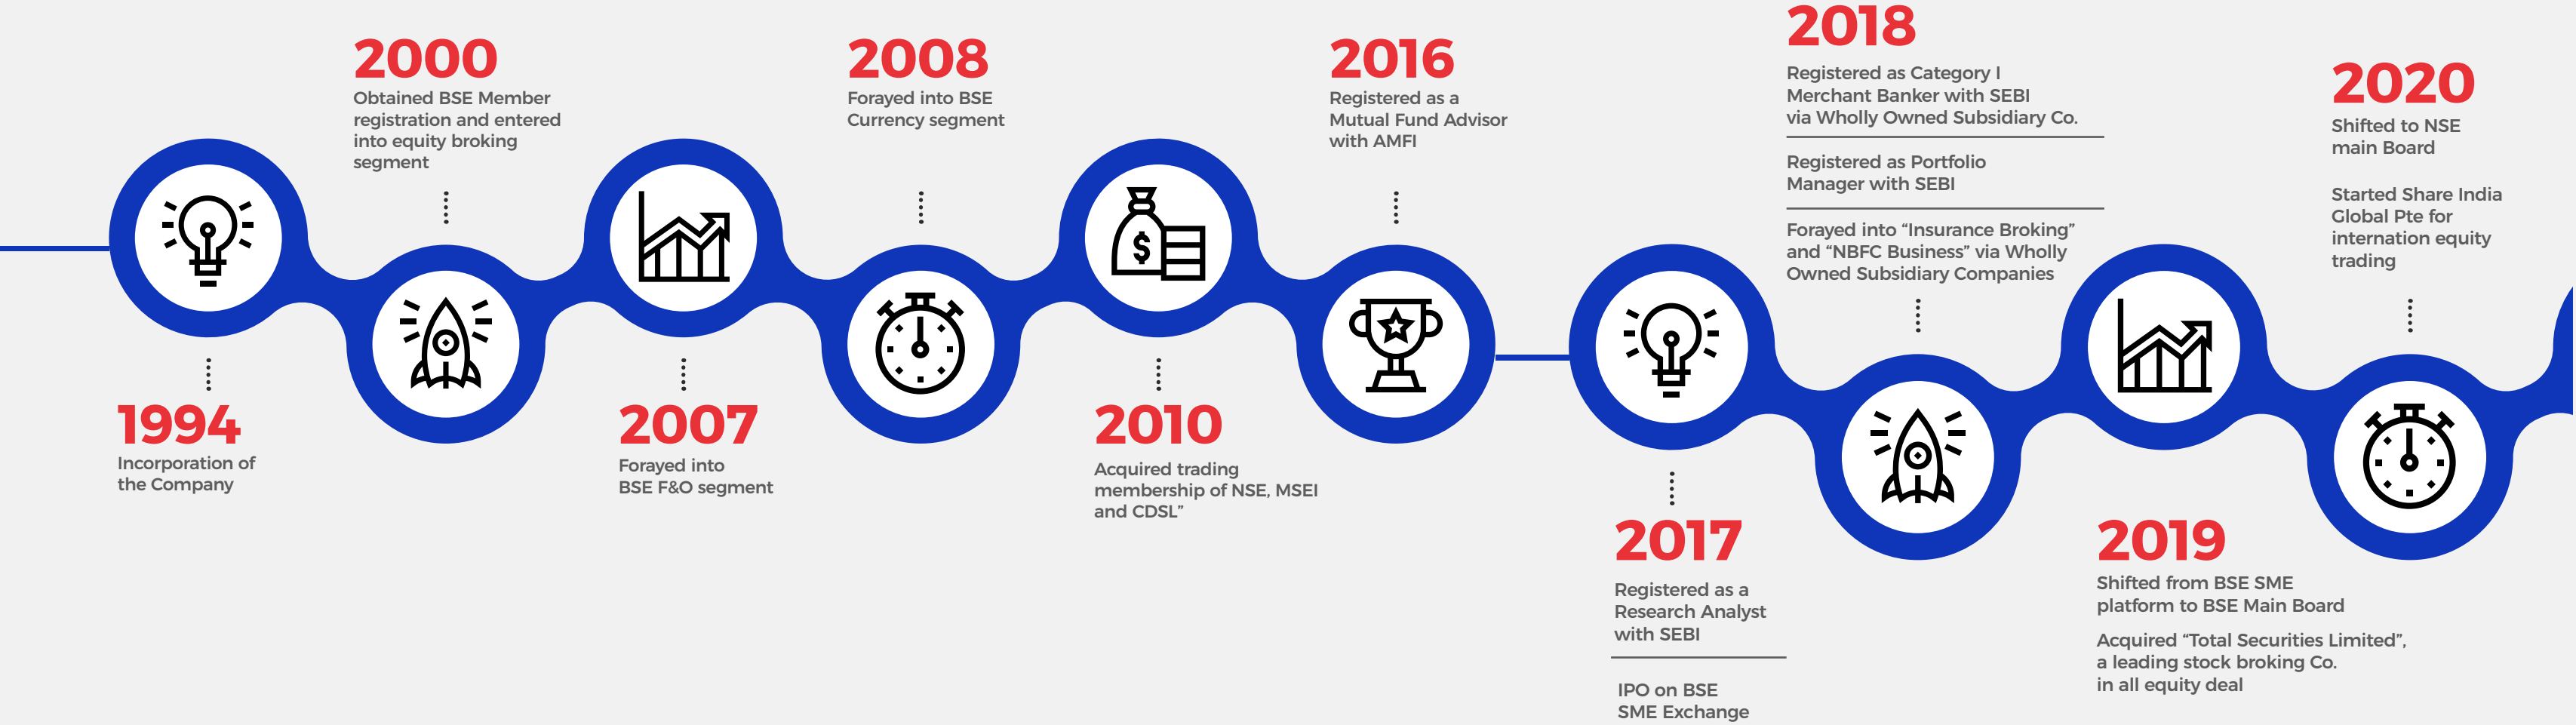 1994
Incorporation of
the Company
2000
Obtained BSE Member
registration and entered
into equity broking
segment
2007
Forayed into
BSE F&O segment
2008
Forayed into BSE
Currency segment
$
2010
Acquired trading
membership of NSE, MSEI
and CDSL”
2016
Registered as a
Mutual Fund Advisor
with AMFI
2017
Registered as a
Research Analyst
with SEBI
IPO on BSE
SME Exchange
2018
Registered as Category I
Merchant Banker with SEBI
via Wholly Owned Subsidiary Co.
Registered as Portfolio
Manager with SEBI
Forayed into “Insurance Broking”
and “NBFC Business” via Wholly
Owned Subsidiary Companies
2019
Shifted from BSE SME
platform to BSE Main Board
Acquired “Total Securities Limited”,
a leading stock broking Co.
in all equity deal
2020
Shifted to NSE
main Board
Started Share India
Global Pte for
internation equity
trading